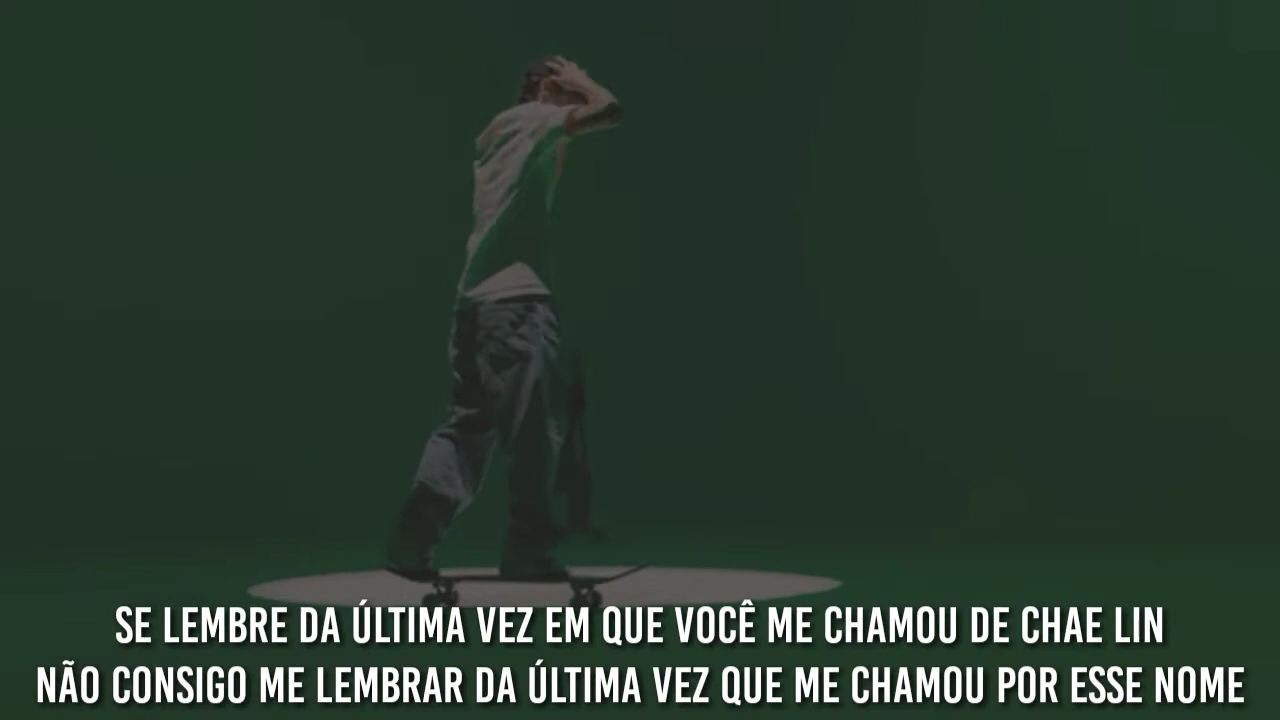 SE LEMBRE DA ÚLTIMA VEZ EM QUE VOCÊ ME CHAMOU DE CHAE LIN
NÃO CONSIGO ME LEMBRAR DA ÚLTIMA VEZ QUE ME CHAMOU POR ESSE NOME